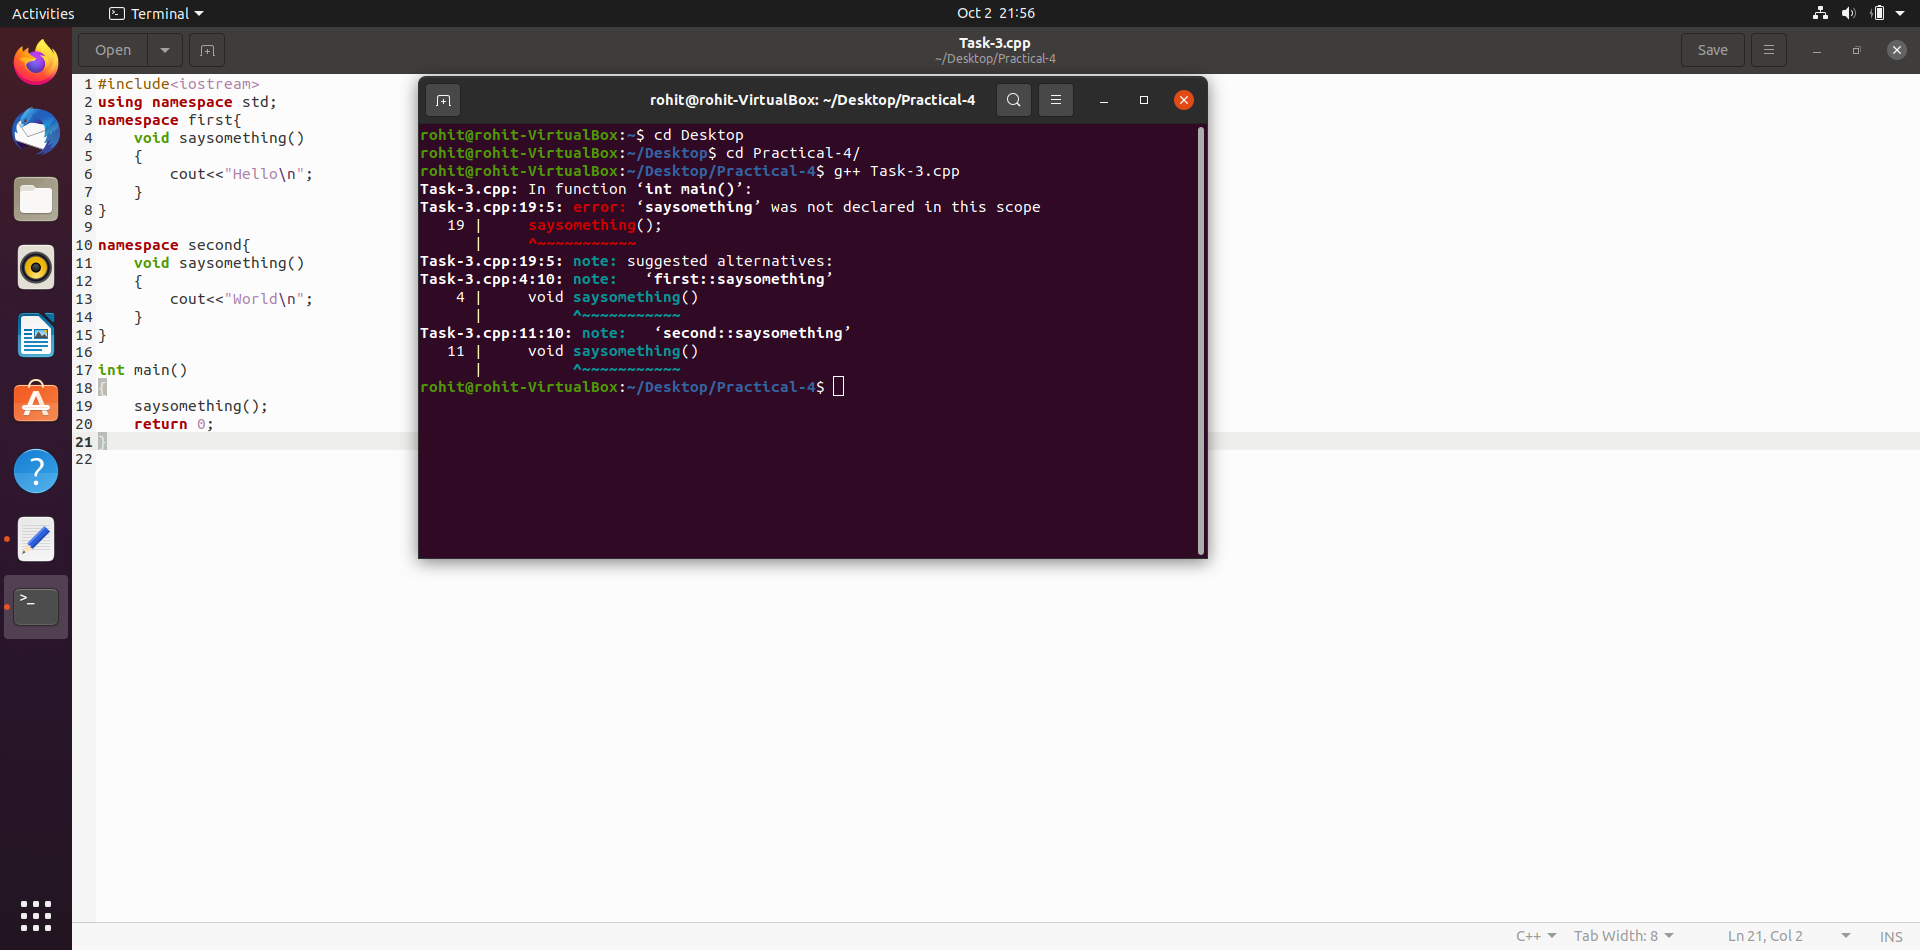 Activities
Terminal
Oct 2 21:56
Open
Task-3.cpp
~/Desktop/Practical-4
Save
1 #include<iostream>
2 using namespace std;
3 namespace first{
4     void saysomething()
5     {
6         cout<<"Hello\n";
7     }
8 }
9
10 namespace second{
11     void saysomething()
12     {
13         cout<<"World\n";
14     }
15 }
16
17 int main()
18 {
19     saysomething();
20     return 0;
21 }
22
rohit@rohit-VirtualBox: ~/Desktop/Practical-4
rohit@rohit-VirtualBox:~$ cd Desktop
rohit@rohit-VirtualBox:~/Desktop$ cd Practical-4/
rohit@rohit-VirtualBox:~/Desktop/Practical-4$ g++ Task-3.cpp
Task-3.cpp: In function ‘int main()’:
Task-3.cpp:19:5: error: ‘saysomething’ was not declared in this scope
   19 |     saysomething();
      |     ^~~~~~~~~~~~
Task-3.cpp:19:5: note: suggested alternatives:
Task-3.cpp:4:10: note:   ‘first::saysomething’
    4 |     void saysomething()
      |          ^~~~~~~~~~~~
Task-3.cpp:11:10: note:   ‘second::saysomething’
   11 |     void saysomething()
      |          ^~~~~~~~~~~~
rohit@rohit-VirtualBox:~/Desktop/Practical-4$
C++
Tab Width: 8
Ln 21, Col 2
INS